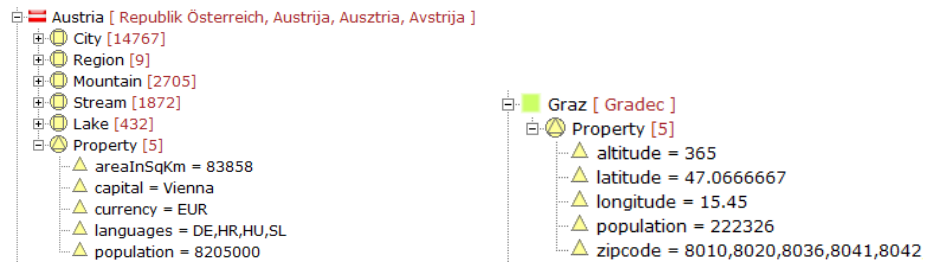 Austria [ Republik Österreich, Austrija, Ausztria, Avstrija ]
City [14767]
Region [9]
Mountain [2705]
Stream [1872]
Lake [432]
Property [5]
areaInSqKm = 83858
capital = Vienna
currency = EUR
languages = DE,HR,HU,SL
population = 8205000
Graz [ Gradec ]
Property [5]
altitude = 365
latitude = 47.0666667
longitude = 15.45
population = 222326
zipcode = 8010,8020,8036,8041,8042